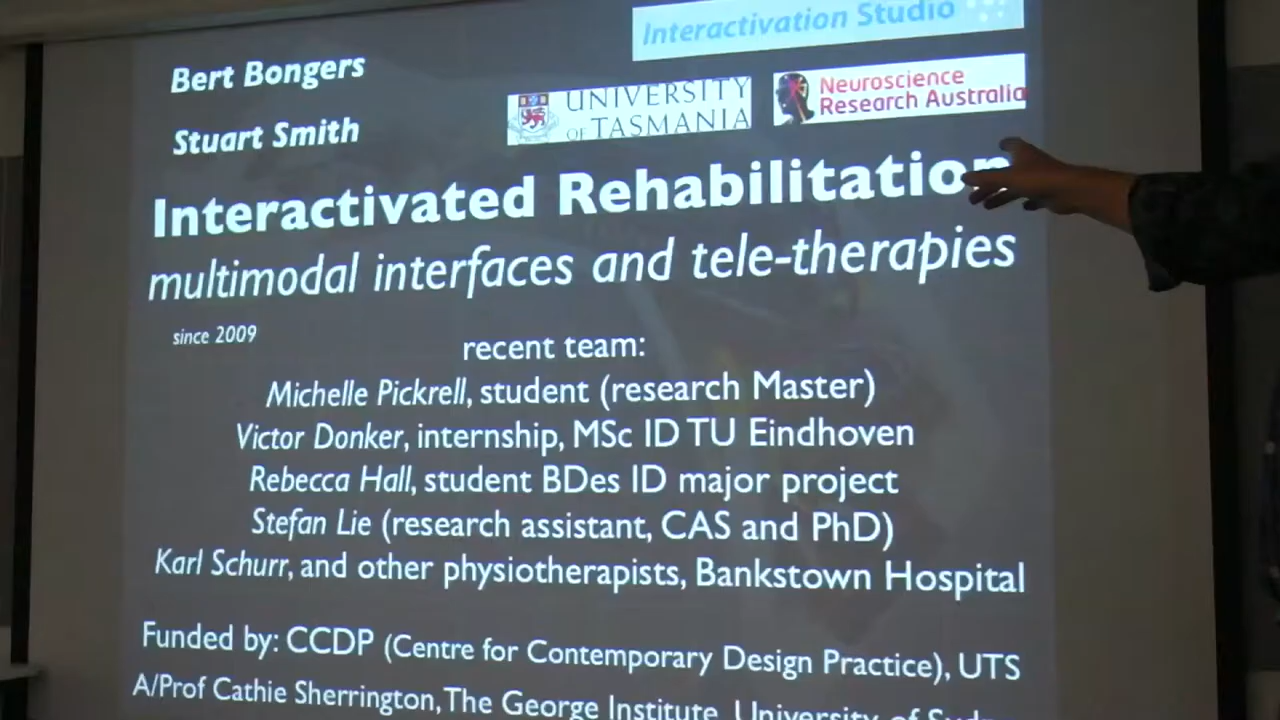 Interactivation Studio
Bert Bongers
UNIVERSITY
OF TASMANIA
Neuroscience
Research Australia
Stuart Smith
Interactivated Rehabilitation
multimodal interfaces and tele-therapies
since 2009
recent team:
Michelle Pickrell, student (research Master)
Victor Donker, internship, MSc ID TU Eindhoven
Rebecca Hall, student BDes ID major project
Stefan Lie (research assistant, CAS and PhD)
Karl Schurr, and other physiotherapists, Bankstown Hospital
Funded by: CCDP (Centre for Contemporary Design Practice), UTS
A/Prof Cathie Sherrington, The George Institute, University of